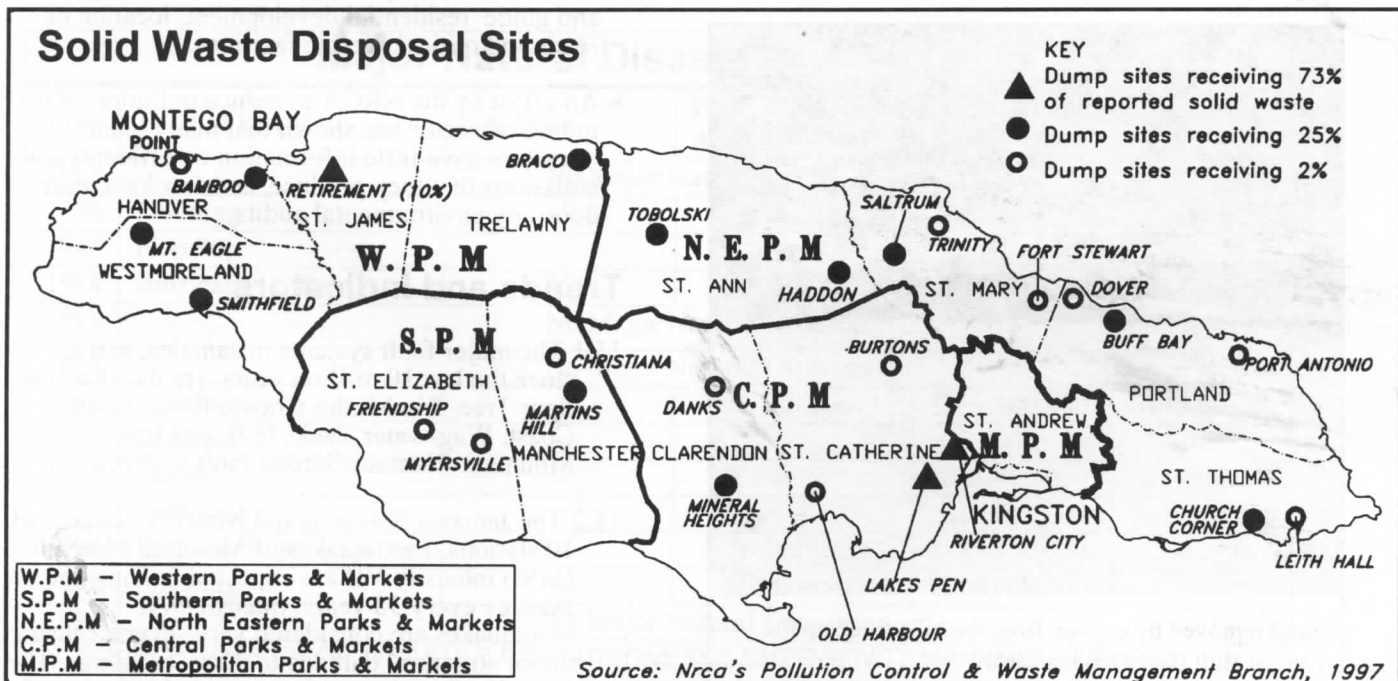 Solid Waste Disposal Sites
KEY
Dump sites receiving 73%
of reported solid waste
Dump sites receiving 25%
Dump sites receiving 2%
MONTEGO BAY
POINT
BAMBOO
RETIREMENT (10%)
BRACO
HANOVER
ST. JAMES
TRELAWNY
MT. EAGLE
WESTMORELAND
W. P. M
SMITHFIELD
TOBOLSKI
SALTRUM
N. E. P. M
TRINITY
FORT STEWART
ST. ANN
HADDON
ST. MARY
DOVER
BUFF BAY
PORT ANTONIO
S. P. M
CHRISTIANA
BURTONS
ST. ELIZABETH
FRIENDSHIP
MARTINS
HILL
DANKS
C. P. M
PORTLAND
ST. ANDREW
MYERSVILLE
MANCHESTER
CLARENDON
ST. CATHERINE
M. P. M
ST. THOMAS
MINERAL
HEIGHTS
KINGSTON
CHURCH
CORNER
RIVERTON CITY
LEITH HALL
LAKES PEN
OLD HARBOUR
W.P.M – Western Parks & Markets
S.P.M – Southern Parks & Markets
N.E.P.M – North Eastern Parks & Markets
C.P.M – Central Parks & Markets
M.P.M – Metropolitan Parks & Markets
Source: Nrca's Pollution Control & Waste Management Branch, 1997